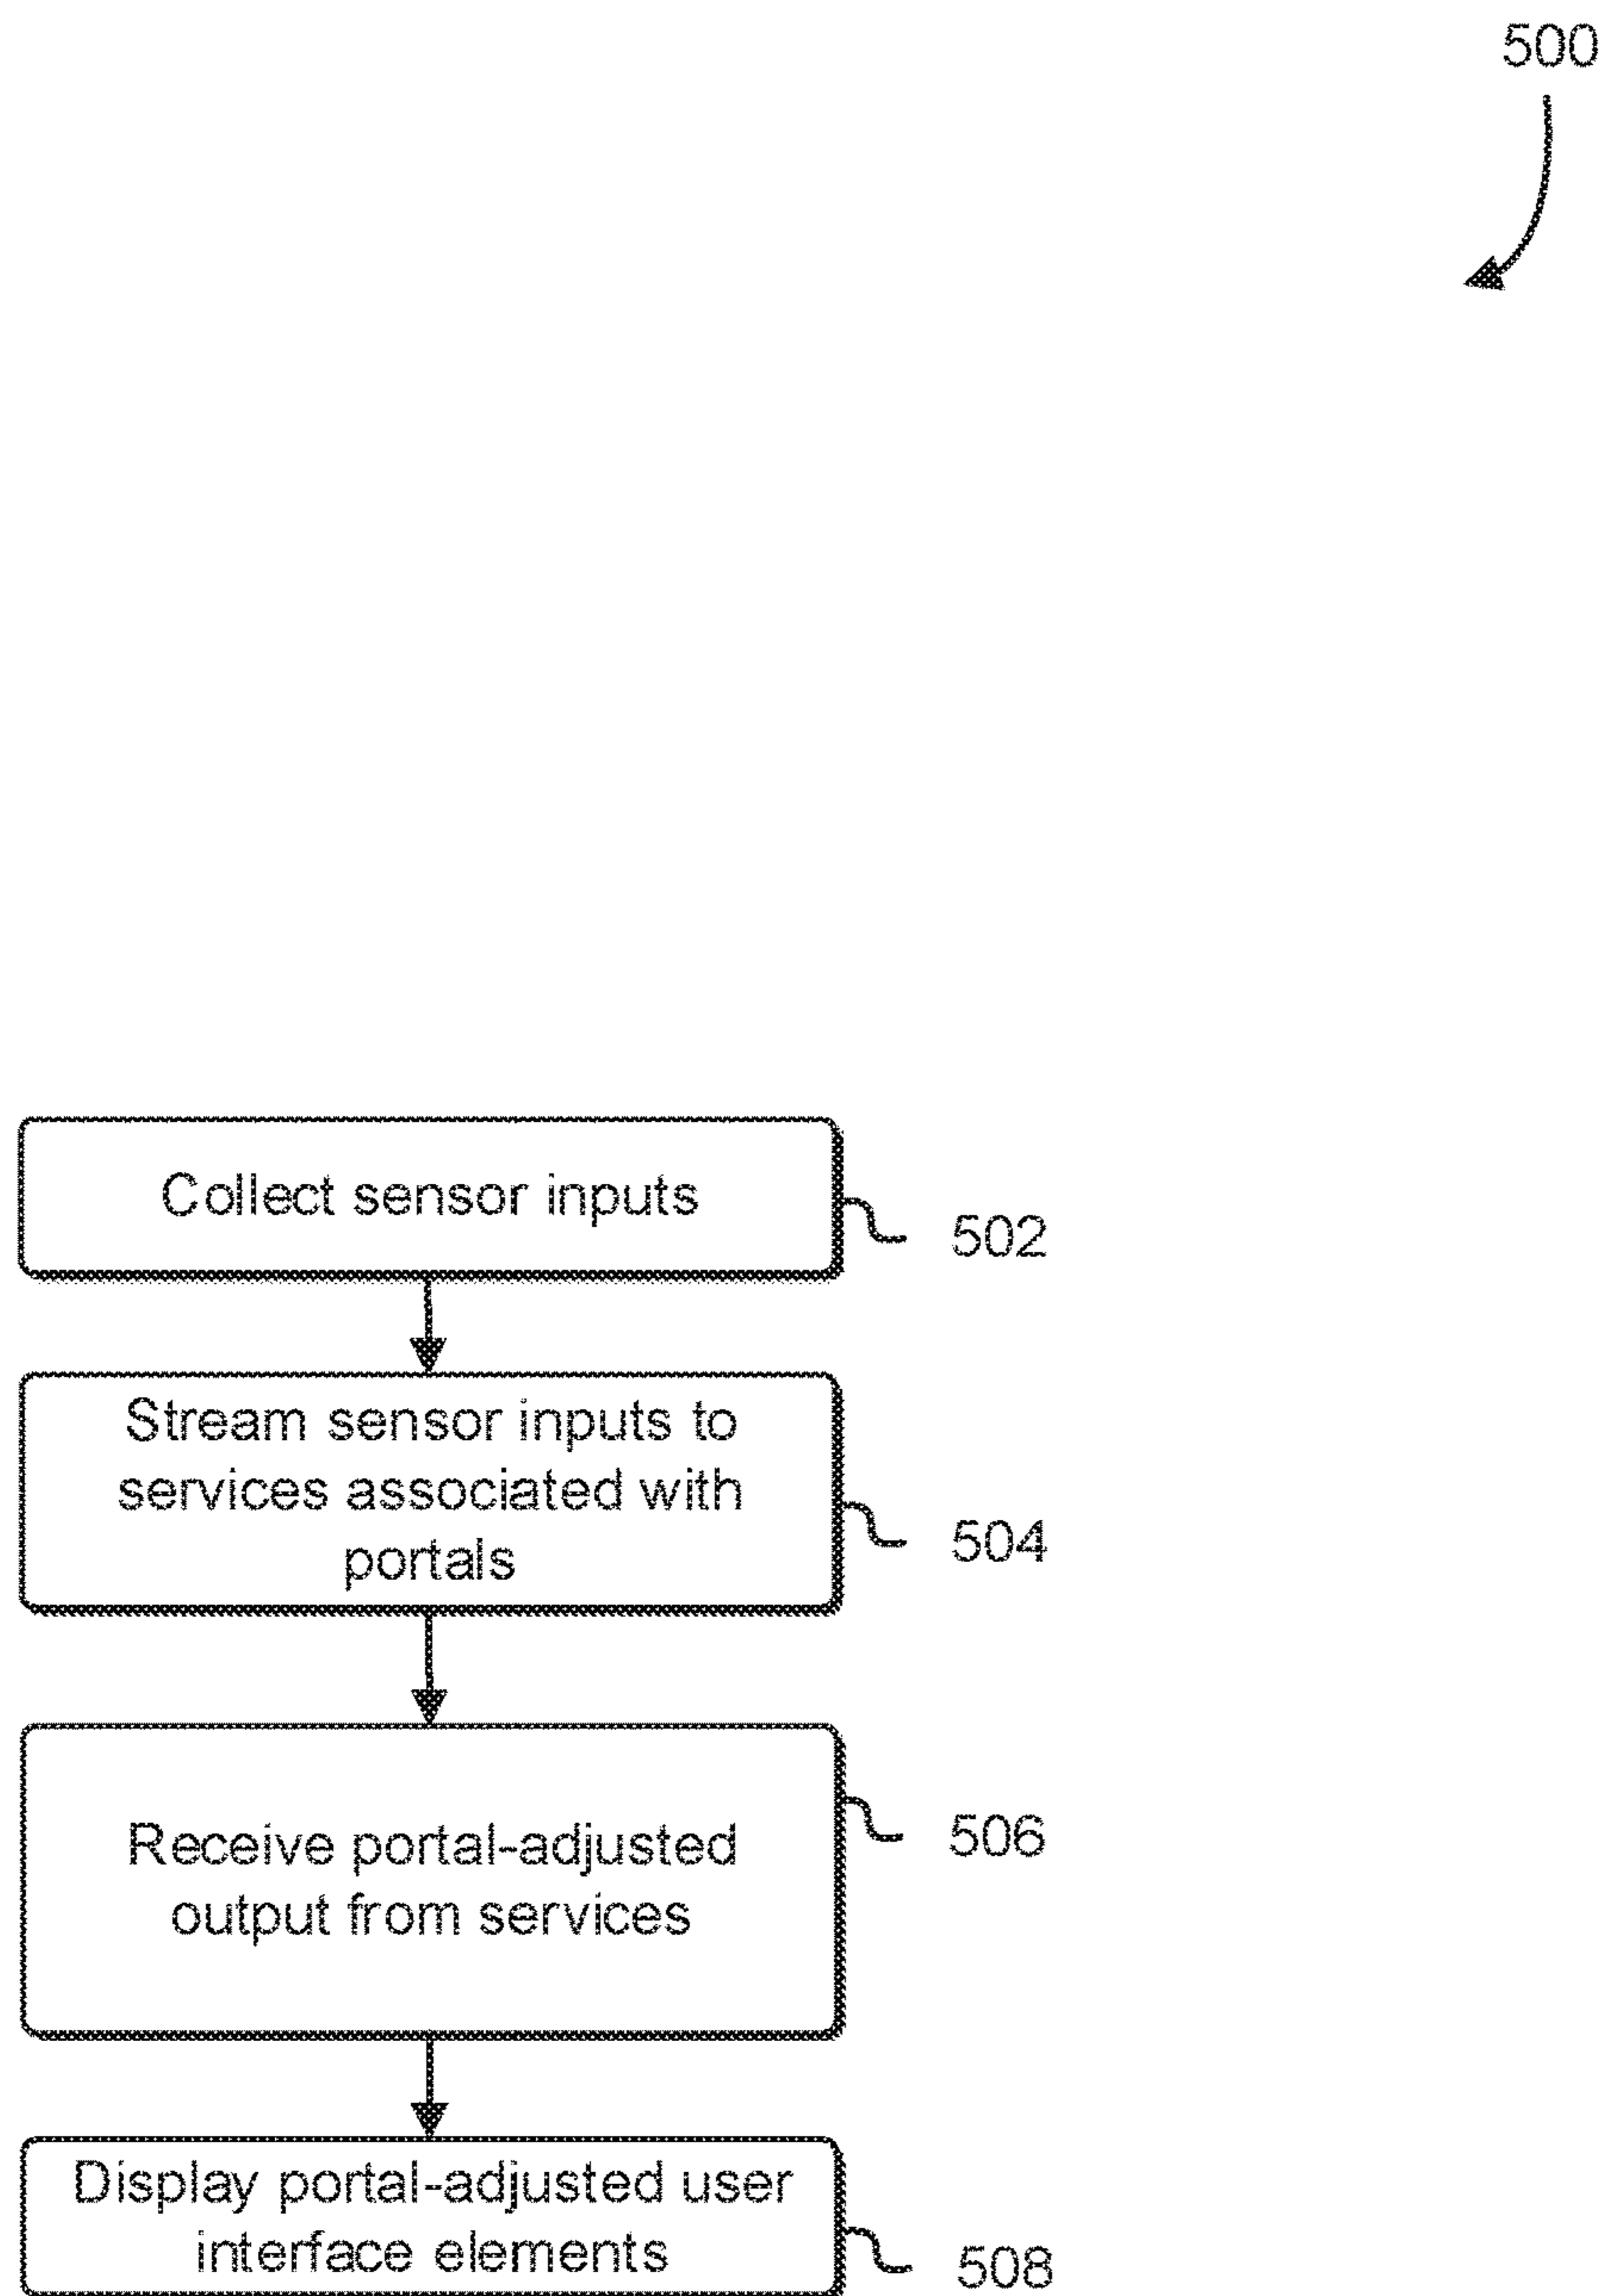 500
Collect sensor inputs
502
Stream sensor inputs to
services associated with
portals
504
Receive portal-adjusted
output from services
506
Display portal-adjusted user
interface elements
508